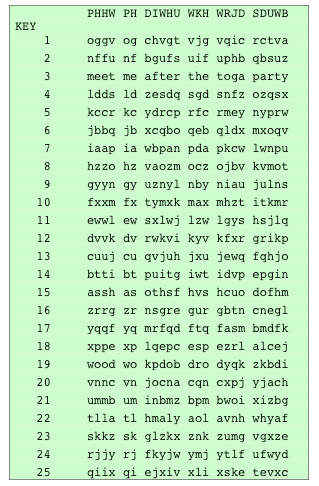 PHHW PH DIWHU WKH WRJD SDUWB
KEY
1 oggv og chvgt vjg vqic rctva
2 nffu nf bgufs uif uphb qbsuz
3 meet me after the toga party
4 ldds ld zesdq sgd snfz ozqsx
5 kccr kc ydrcp rfc rmey nyprw
6 jbbq jb xcqbo qeb qldx mxoqv
7 iaap ia wbpan pda pkcw lwnpu
8 hzzo hz vaozm ocz ojbv kvmot
9 gyyn gy uznyl nby niau julns
10 fxxm fx tymxk max mhzt itkmr
11 ewwl ew sxlwj lzw lgys hsjlq
12 dvvk dv rwkvi kyv kfxr grikp
13 cuuj cu qvjuh jxu jewq fqhjo
14 btti bt puitg iwt idvp epgin
15 assh as othsf hvs hcuo dofhm
16 zrrg zr nsgre gur gbtn cnegl
17 yqqf yq mrfqd ftq fasm bmdfk
18 xppe xp lqepc esp ezrl alcej
19 wood wo kpdob dro dyqk zkbdi
20 vnnc vn jocna cqn cxpj yjach
21 ummb um inbmz bpm bwoi xizbg
22 tlla tl hmaly aol avnh whyaf
23 skkz sk glzkx znk zumg vgxze
24 rjjy rj fkyjw ymj ytlf ufwyd
25 qiix qi ejxiv xli xske tevxc